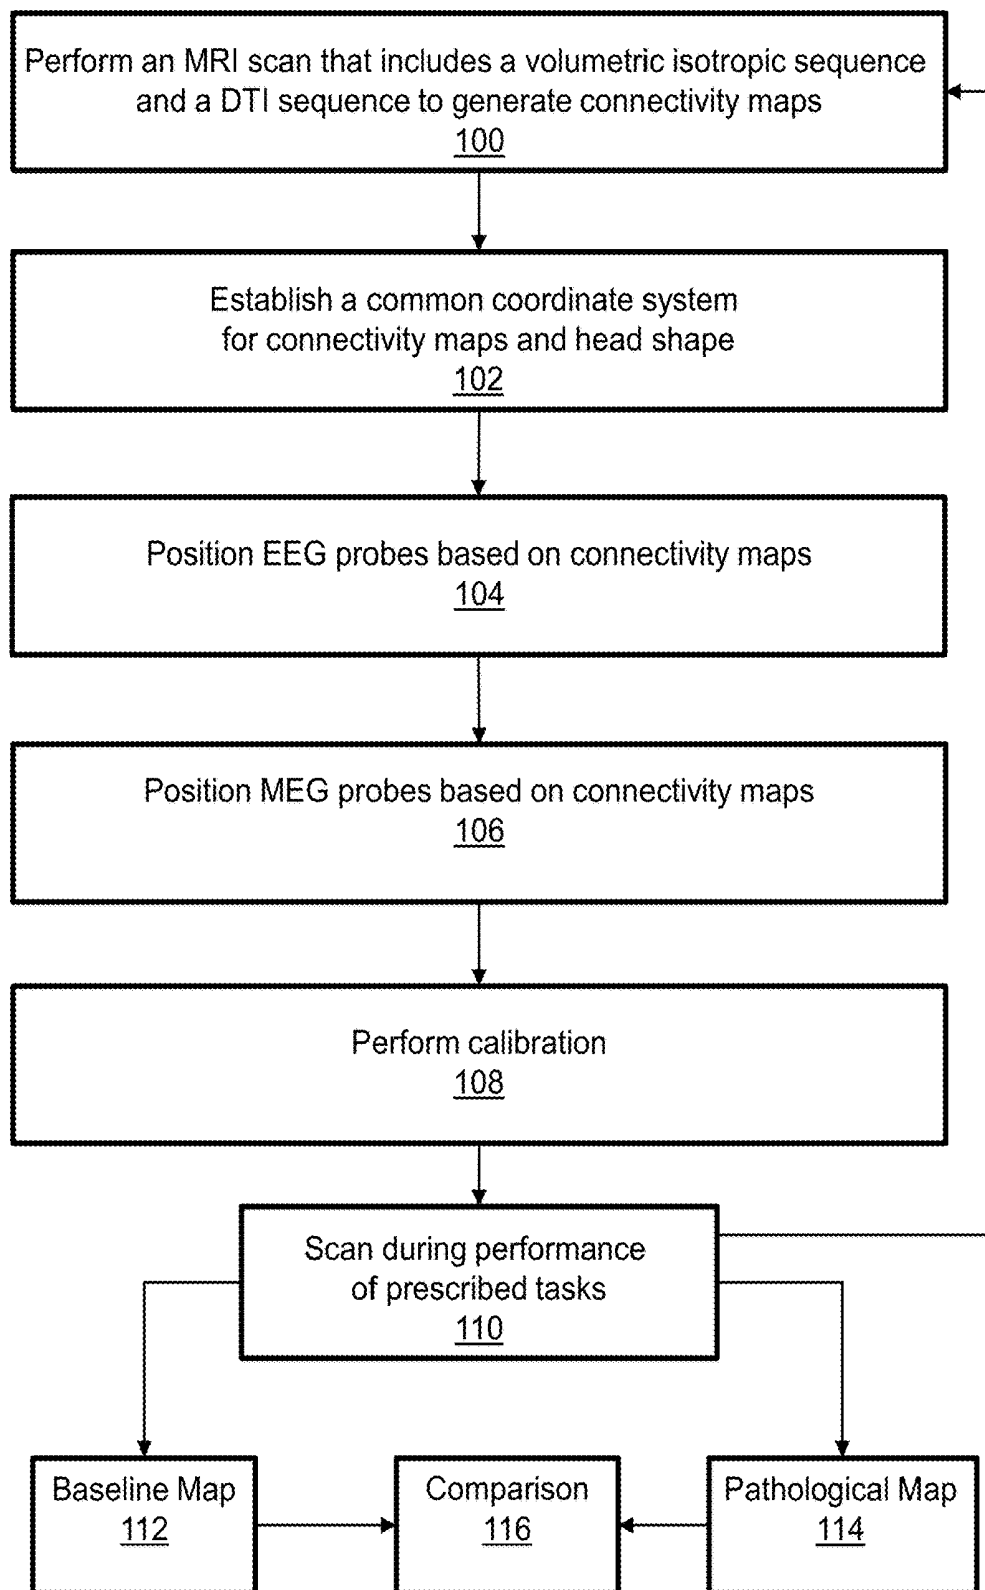 Perform an MRI scan that includes a volumetric isotropic sequence
and a DTI sequence to generate connectivity maps
100
Establish a common coordinate system
for connectivity maps and head shape
102
Position EEG probes based on connectivity maps
104
Position MEG probes based on connectivity maps
106
Perform calibration
108
Scan during performance
of prescribed tasks
110
Baseline Map
112
Comparison
116
Pathological Map
114